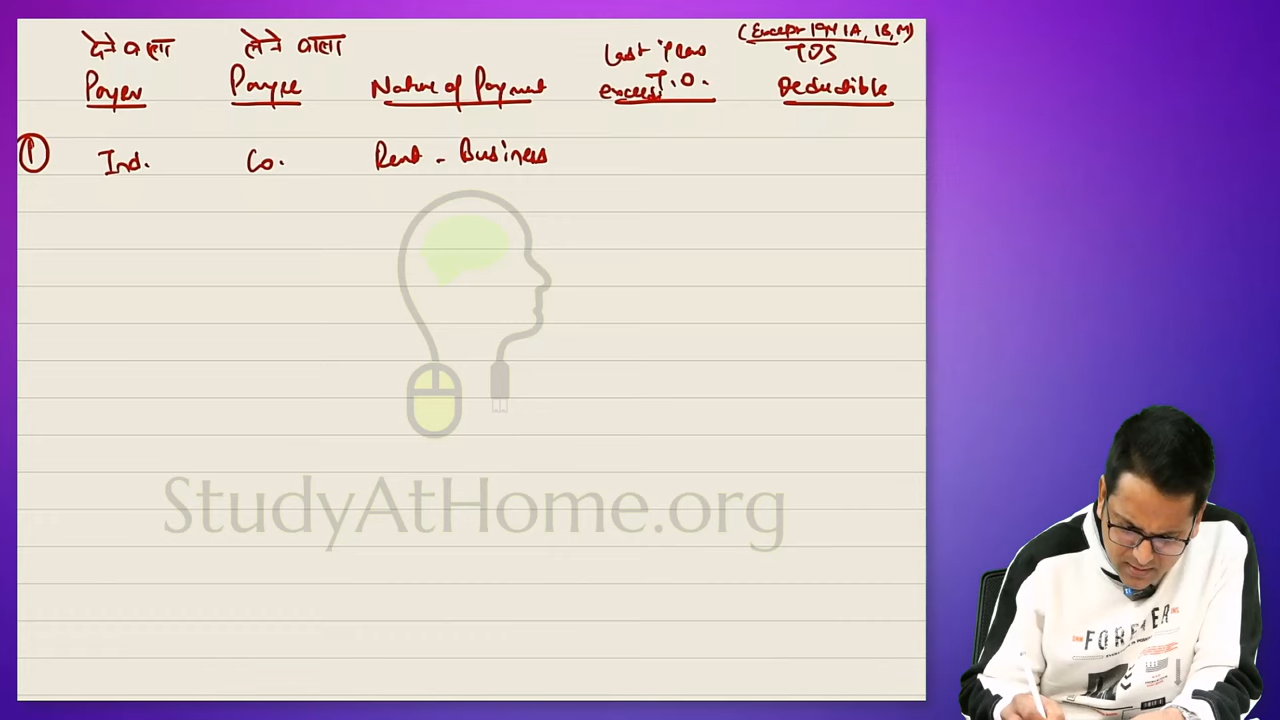 देने वाला लेने वाला (Except 194 IA, IB, M)
Last year TDS
Payer Payee Nature of Payment excess T.O. Deductible
① Ind. Co. Rent - Business
StudyAtHome.org
FOREVER